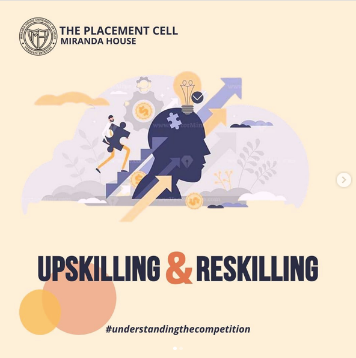 THE PLACEMENT CELL
MIRANDA HOUSE
UPSKILLING & RESKILLING
#understandingthecompetition